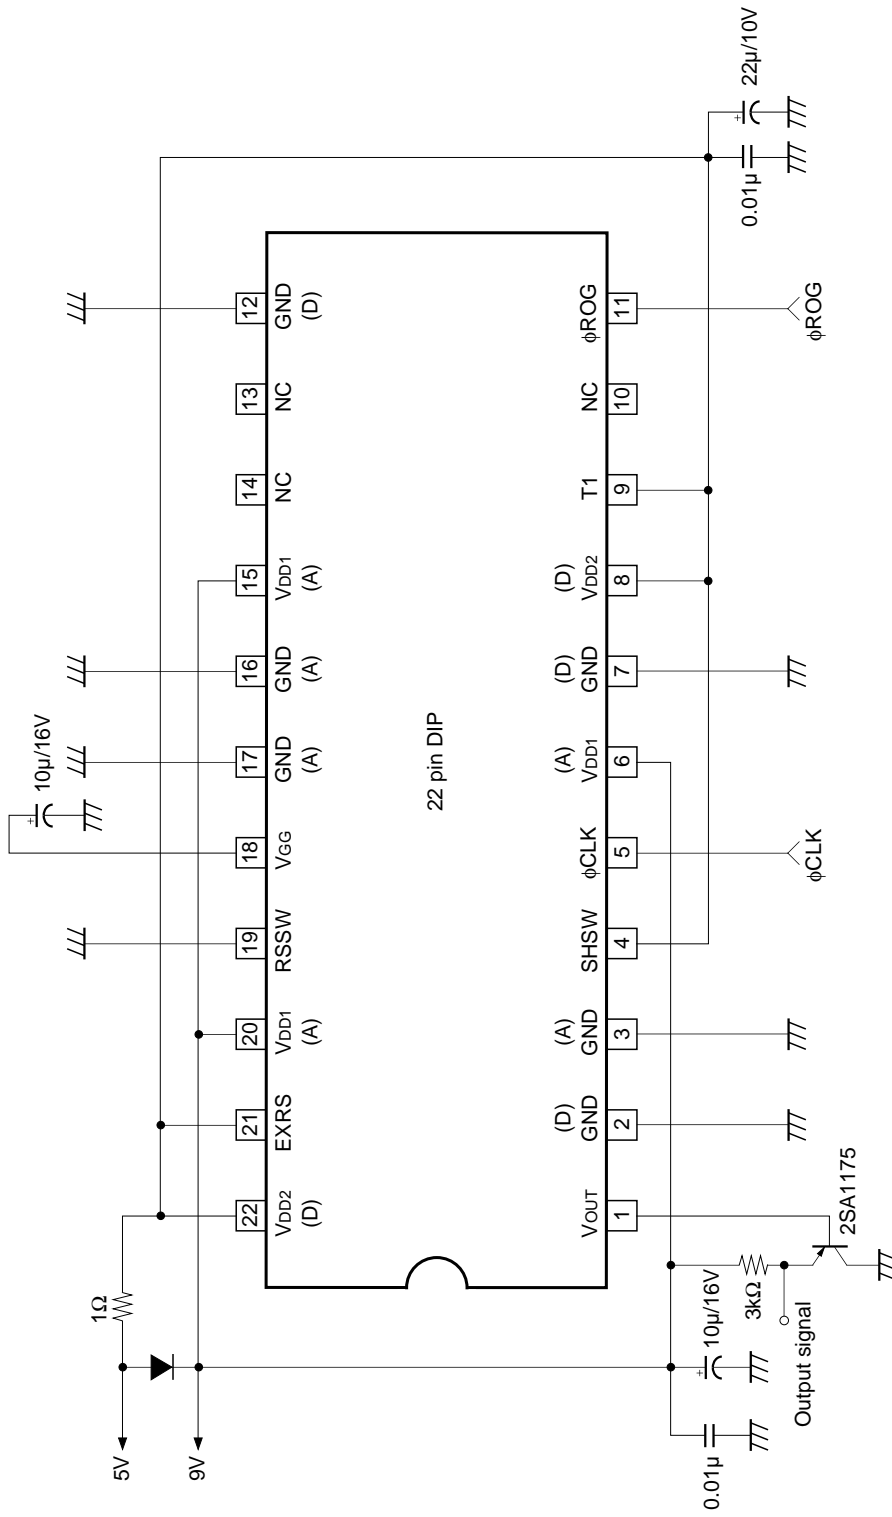 10µ/16V
5V
1Ω
9V
22 21 20 19 18 17 16 15 14 13 12
VDD2 EXRS VDD1 RSSW VGG GND GND VDD1 NC NC GND
(D) (A) (A) (A) (A) (D)
22 pin DIP
(D) (A) (A) (D) (D)
VOUT GND GND SHSW ϕCLK VDD1 GND VDD2 T1 NC ϕROG
1 2 3 4 5 6 7 8 9 10 11
0.01µ
10µ/16V
3kΩ
Output signal
2SA1175
ϕCLK
ϕROG
0.01µ
22µ/10V
+
+
+